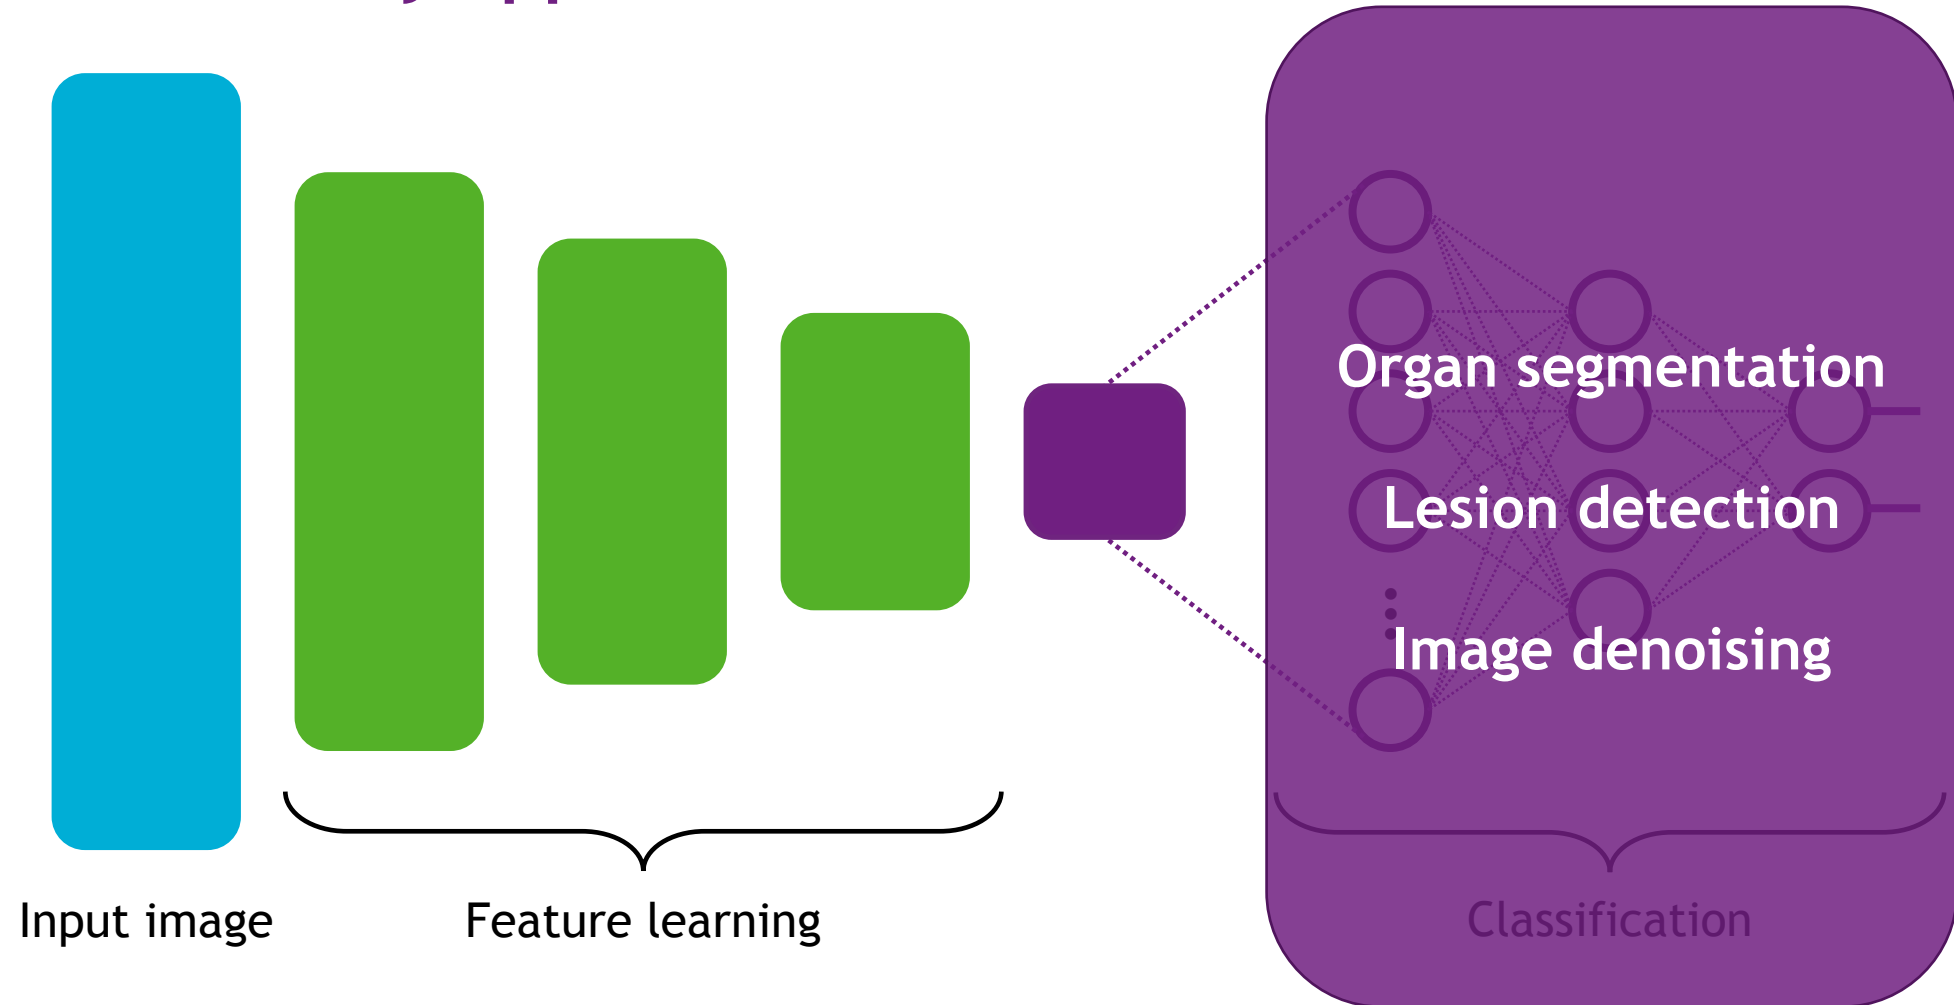 Organ segmentation
Lesion detection
Image denoising
Input image
Feature learning
Classification